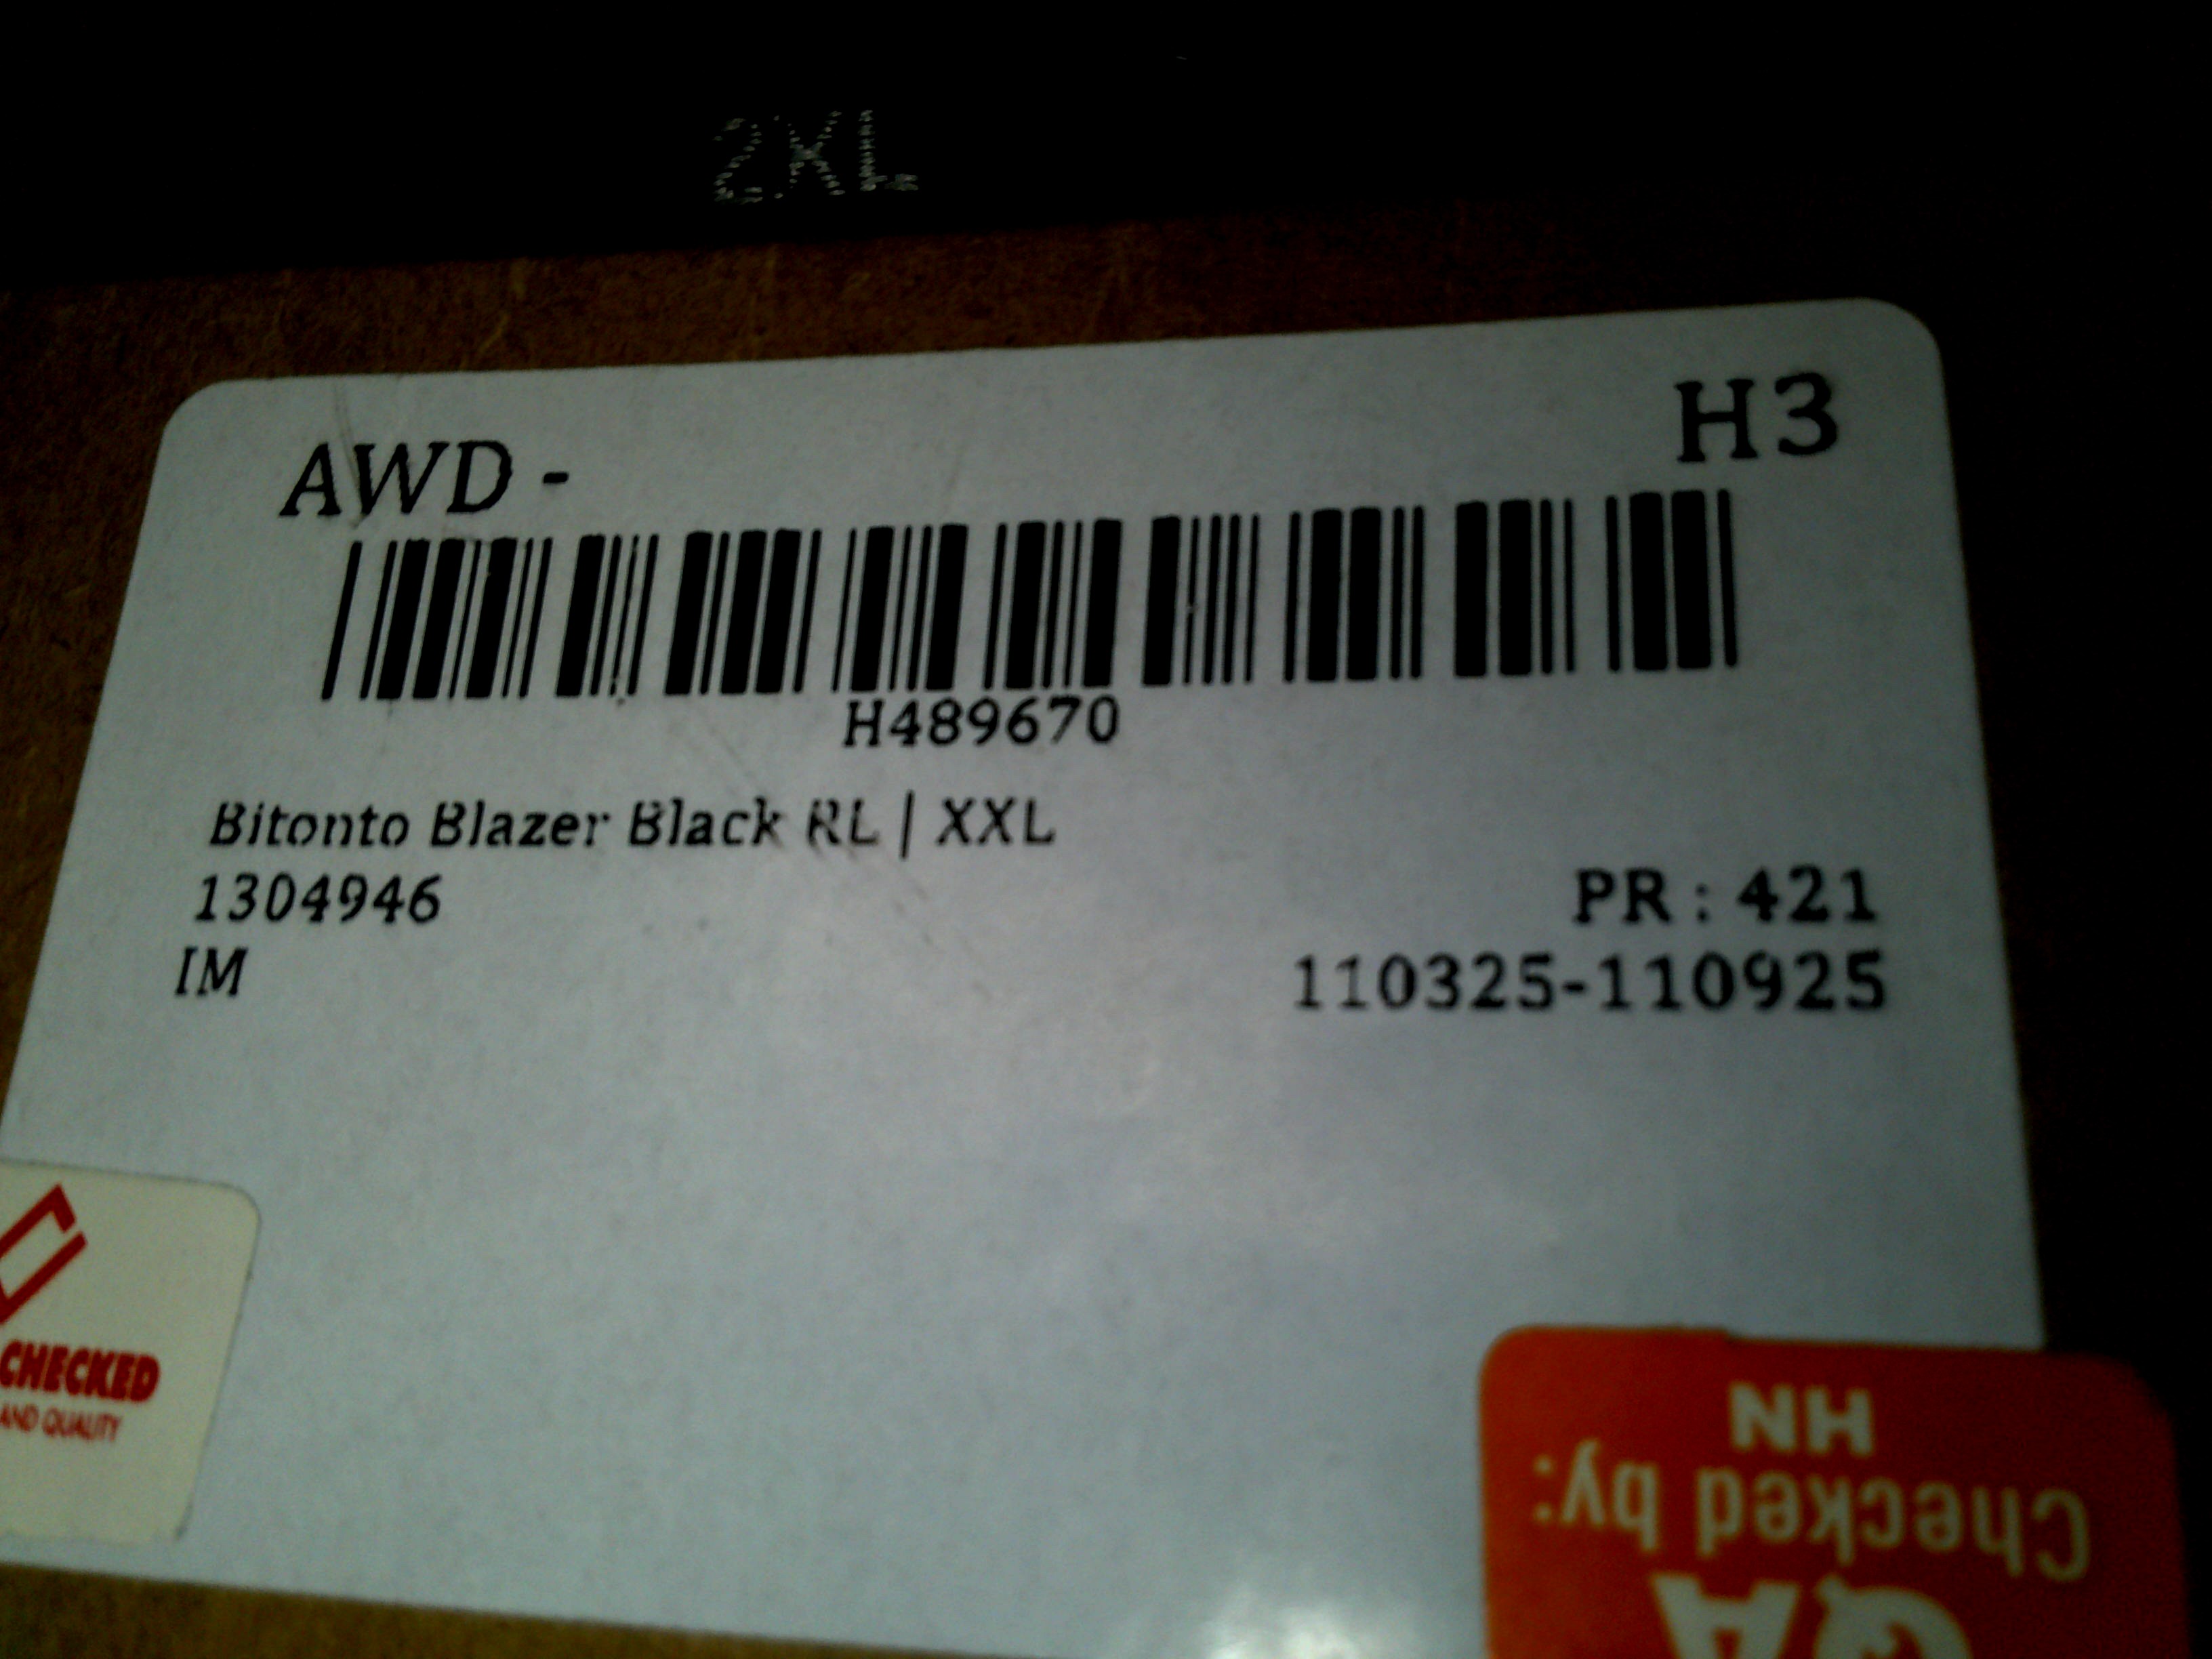 2XL
AWD - H3
H489670
Bitonto Blazer Black RL | XXL
1304946
PR : 421
IM
110325-110925
CHECKED
AND QUALITY
QA
Checked by:
HN